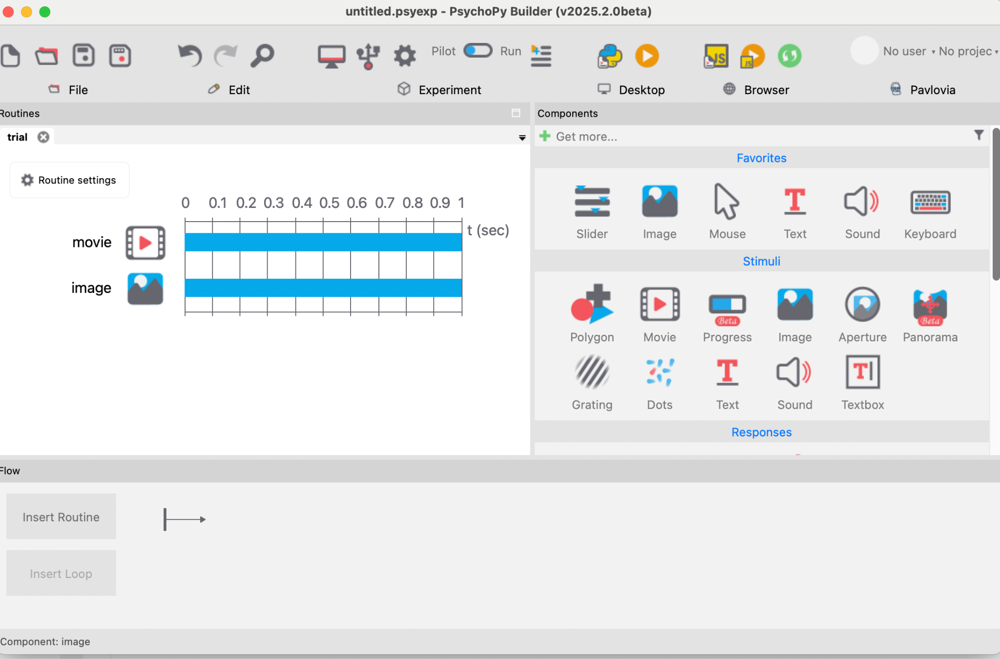 untitled.psyexp - PsychoPy Builder (v2025.2.0beta)
Pilot Run
No user No projec
File Edit Experiment Desktop Browser Pavlovia
Routines
trial
Routine settings
0 0.1 0.2 0.3 0.4 0.5 0.6 0.7 0.8 0.9 1
t (sec)
movie
image
Components
Get more...
Favorites
Slider Image Mouse Text Sound Keyboard
Stimuli
Beta Beta
Polygon Movie Progress Image Aperture Panorama
Grating Dots Text Sound Textbox
Responses
Flow
Insert Routine
Insert Loop
Component: image